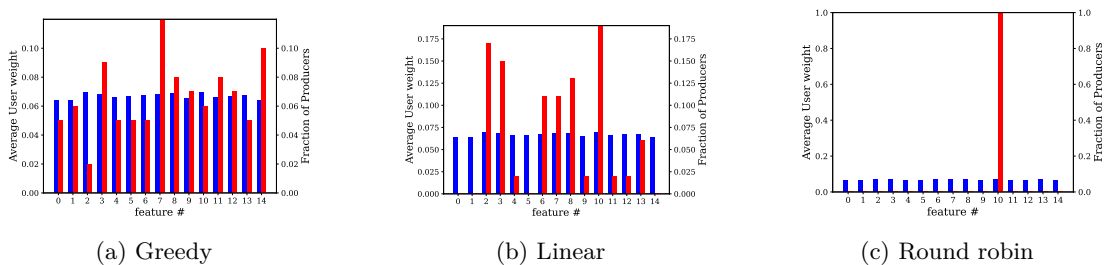 0.10
0.08
0.06
0.04
0.02
0.00
Average User weight
0.10
0.08
0.06
0.04
0.02
0.00
Fraction of Producers
0 1 2 3 4 5 6 7 8 9 10 11 12 13 14
feature #
(a) Greedy
0.175
0.150
0.125
0.100
0.075
0.050
0.025
0.000
Average User weight
0.175
0.150
0.125
0.100
0.075
0.050
0.025
0.000
Fraction of Producers
0 1 2 3 4 5 6 7 8 9 10 11 12 13 14
feature #
(b) Linear
1.0
0.8
0.6
0.4
0.2
0.0
Average User weight
1.0
0.8
0.6
0.4
0.2
0.0
Fraction of Producers
0 1 2 3 4 5 6 7 8 9 10 11 12 13 14
feature #
(c) Round robin